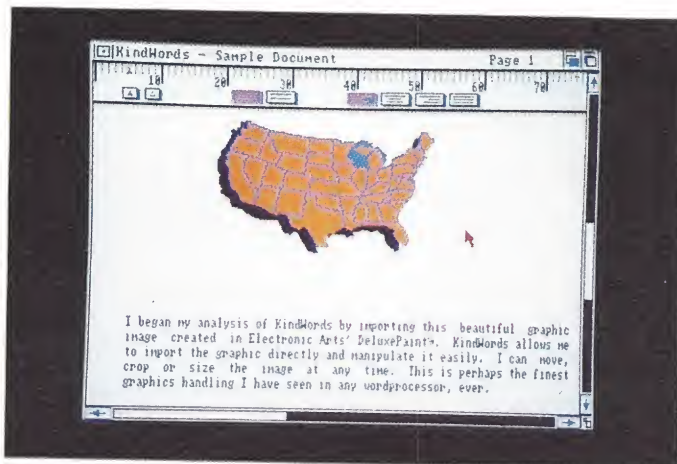 KindWords - Sample Document Page 1
10 20 30 40 50 60 70
I began my analysis of KindWords by importing this beautiful graphic
image created in Electronic Arts' DeluxePaint™. KindWords allows me
to import the graphic directly and manipulate it easily. I can move,
crop or size the image at any time. This is perhaps the finest
graphics handling I have seen in any wordprocessor, ever.